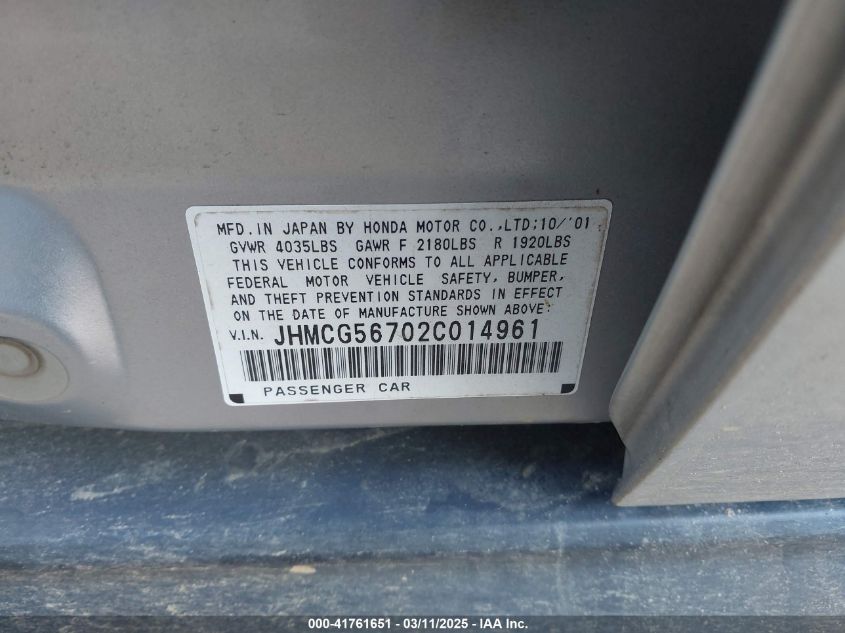 MFD. IN JAPAN BY HONDA MOTOR CO.,LTD;10/'01
GVWR 4035LBS GAWR F 2180LBS R 1920LBS
THIS VEHICLE CONFORMS TO ALL APPLICABLE
FEDERAL MOTOR VEHICLE SAFETY, BUMPER,
AND THEFT PREVENTION STANDARDS IN EFFECT
ON THE DATE OF MANUFACTURE SHOWN ABOVE:
V.I.N. JHMCG56702C014961
PASSENGER CAR
000-41761651 - 03/11/2025 - IAA Inc.